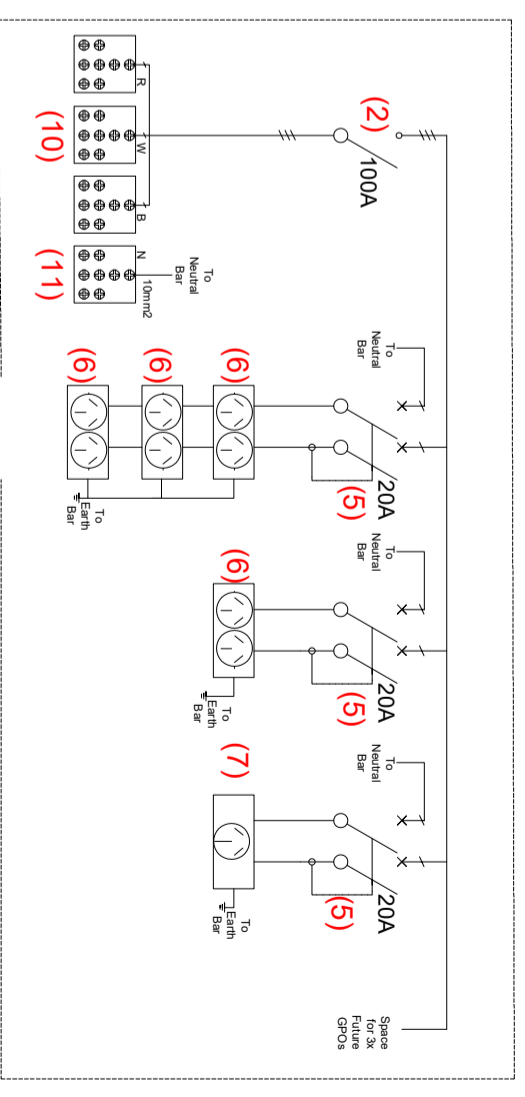 (2)
100A
To
Neutral
Bar
R
W
B
N
10mm2
(10)
(11)
To
Neutral
Bar
20A
(5)
(6)
(6)
(6)
To
Earth
Bar
To
Neutral
Bar
20A
(5)
(6)
To
Earth
Bar
To
Neutral
Bar
20A
(5)
(7)
To
Earth
Bar
Space
for 3x
Future
GPOs